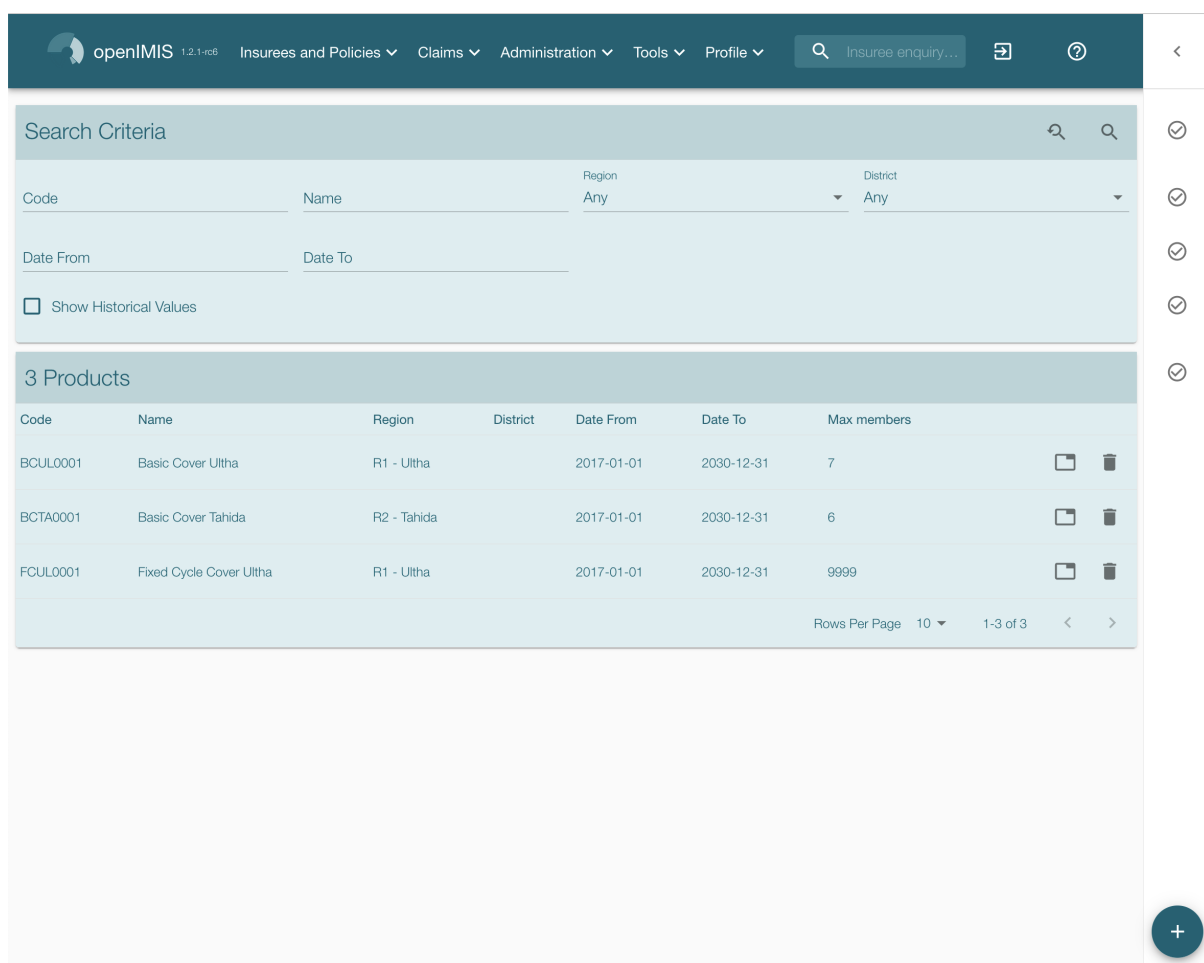 openIMIS 1.2.1-rc6 Insurees and Policies Claims Administration Tools Profile Insuree enquiry...
Search Criteria
Region District
Code Name Any Any
Date From Date To
Show Historical Values
3 Products
Code Name Region District Date From Date To Max members
BCUL0001 Basic Cover Ultha R1 - Ultha 2017-01-01 2030-12-31 7
BCTA0001 Basic Cover Tahida R2 - Tahida 2017-01-01 2030-12-31 6
FCUL0001 Fixed Cycle Cover Ultha R1 - Ultha 2017-01-01 2030-12-31 9999
Rows Per Page 10 1-3 of 3